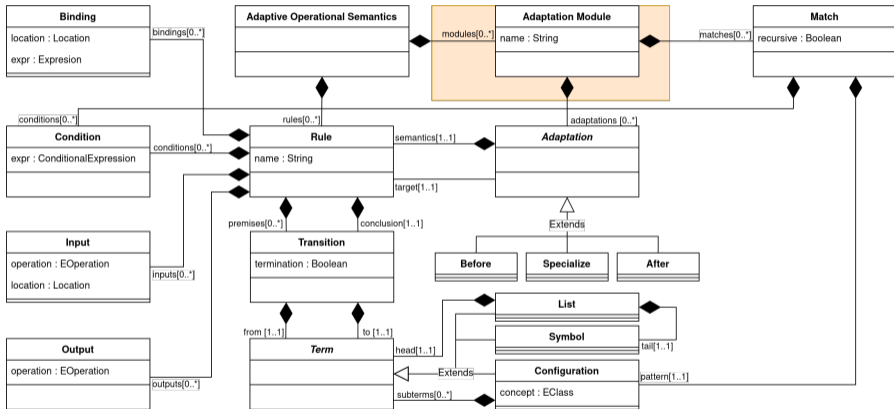 Binding
location : Location
expr : Expresion
bindings[0..*]
Adaptive Operational Semantics
modules[0..*]
Adaptation Module
name : String
matches[0..*]
Match
recursive : Boolean
conditions[0..*]
rules[0..*]
adaptations [0..*]
Condition
expr : ConditionalExpression
conditions[0..*]
Rule
name : String
semantics[1..1]
target[1..1]
Adaptation
premises[0..*]
conclusion[1..1]
Extends
Input
operation : EOperation
location : Location
inputs[0..*]
Transition
termination : Boolean
Before
Specialize
After
from [1..1]
to [1..1]
List
Symbol
tail[1..1]
Output
operation : EOperation
outputs[0..*]
Term
head[1..1]
Extends
subterms[0..*]
Configuration
concept : EClass
pattern[1..1]